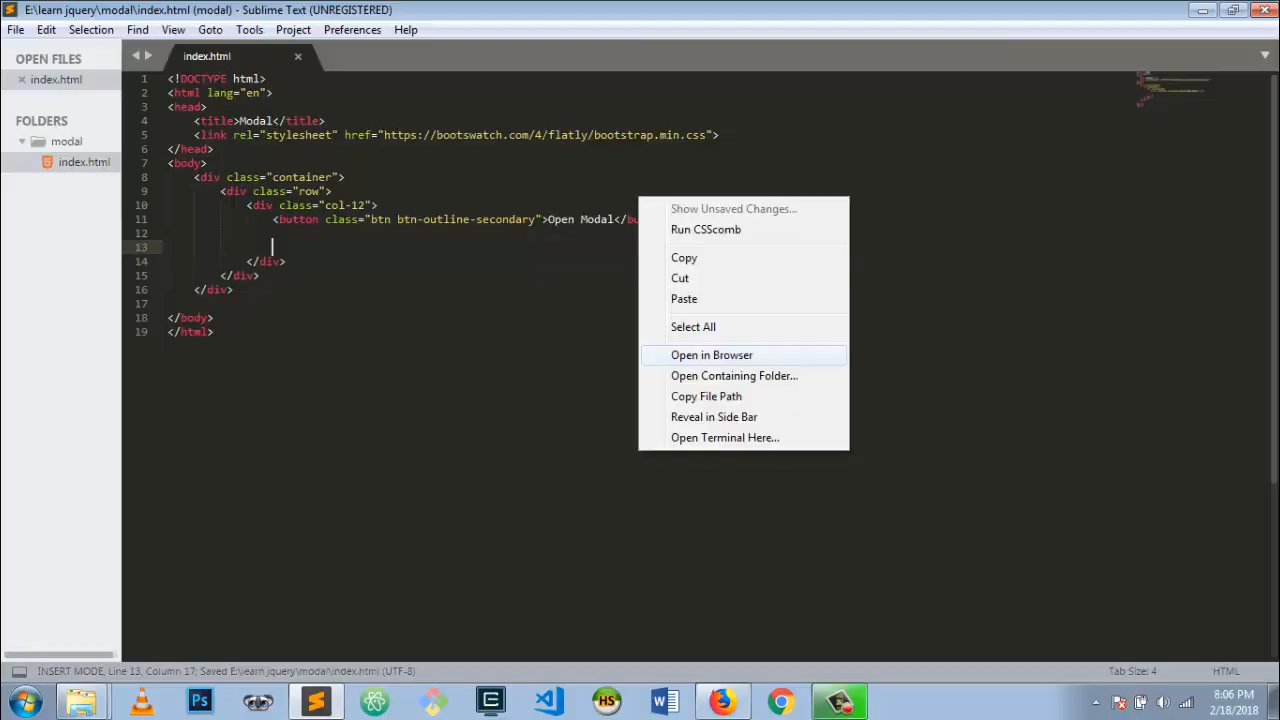 E:\learn jquery\modal\index.html (modal) - Sublime Text (UNREGISTERED)
File Edit Selection Find View Goto Tools Project Preferences Help
OPEN FILES
index.html
FOLDERS
modal
index.html
index.html
1 <!DOCTYPE html>
2 <html lang="en">
3 <head>
4 <title>Modal</title>
5 <link rel="stylesheet" href="https://bootswatch.com/4/flatly/bootstrap.min.css">
6 </head>
7 <body>
8 <div class="container">
9 <div class="row">
10 <div class="col-12">
11 <button class="btn btn-outline-secondary">Open Modal</bu
12
13
14 </div>
15 </div>
16 </div>
17
18 </body>
19 </html>
Show Unsaved Changes...
Run CSScomb
Copy
Cut
Paste
Select All
Open in Browser
Open Containing Folder...
Copy File Path
Reveal in Side Bar
Open Terminal Here...
INSERT MODE, Line 13, Column 17; Saved E:\learn jquery\modal\index.html (UTF-8)
Tab Size: 4
HTML
Ps
HS
8:06 PM
2/18/2018